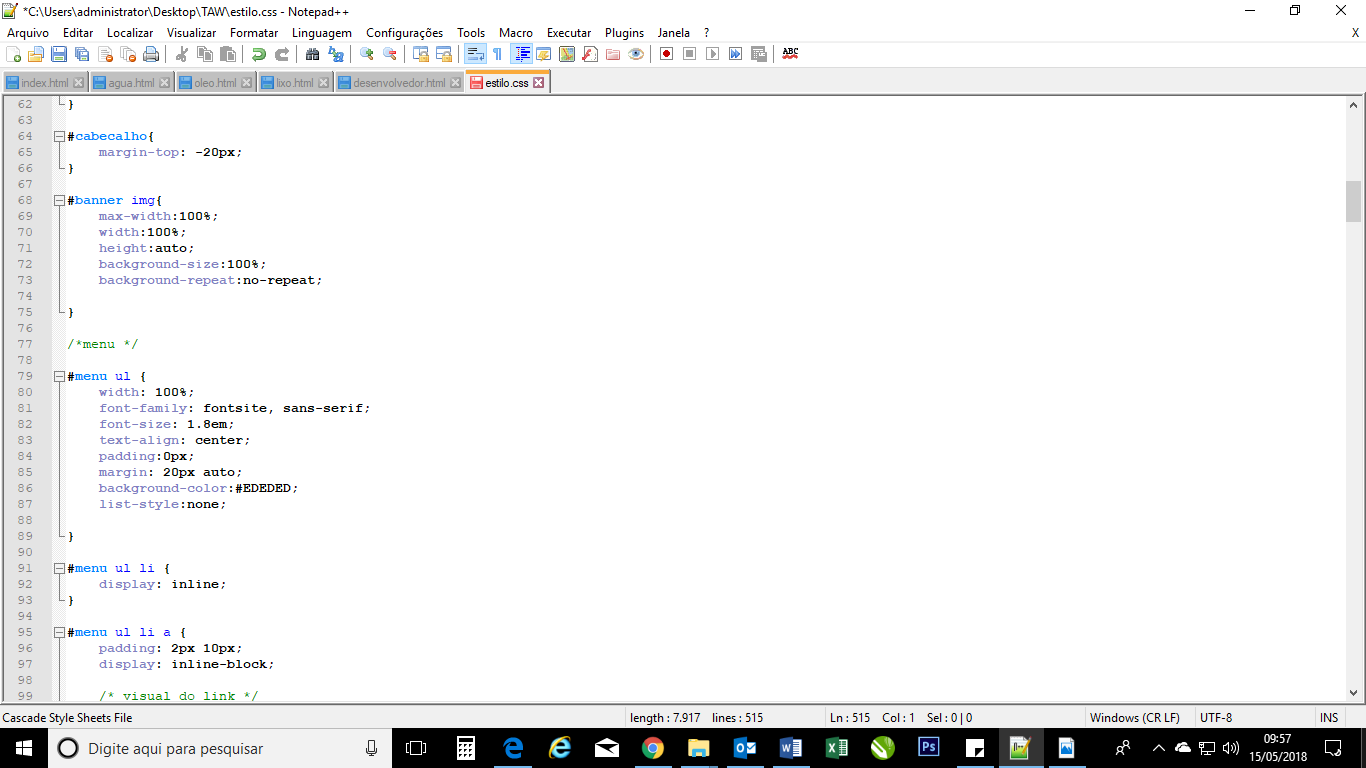 *C:\Users\administrator\Desktop\TAW\estilo.css - Notepad++
Arquivo Editar Localizar Visualizar Formatar Linguagem Configurações Tools Macro Executar Plugins Janela ? X
ABC
index.html agua.html oleo.html lixo.html desenvolvedor.html estilo.css
62 }
63
64 #cabecalho{
65 margin-top: -20px;
66 }
67
68 #banner img{
69 max-width:100%;
70 width:100%;
71 height:auto;
72 background-size:100%;
73 background-repeat:no-repeat;
74
75 }
76
77 /*menu */
78
79 #menu ul {
80 width: 100%;
81 font-family: fontsite, sans-serif;
82 font-size: 1.8em;
83 text-align: center;
84 padding:0px;
85 margin: 20px auto;
86 background-color:#EDEDED;
87 list-style:none;
88
89 }
90
91 #menu ul li {
92 display: inline;
93 }
94
95 #menu ul li a {
96 padding: 2px 10px;
97 display: inline-block;
98
99 /* visual do link */
Cascade Style Sheets File length : 7.917 lines : 515 Ln : 515 Col : 1 Sel : 0 | 0 Windows (CR LF) UTF-8 INS
Digite aqui para pesquisar
Ps
09:57
15/05/2018